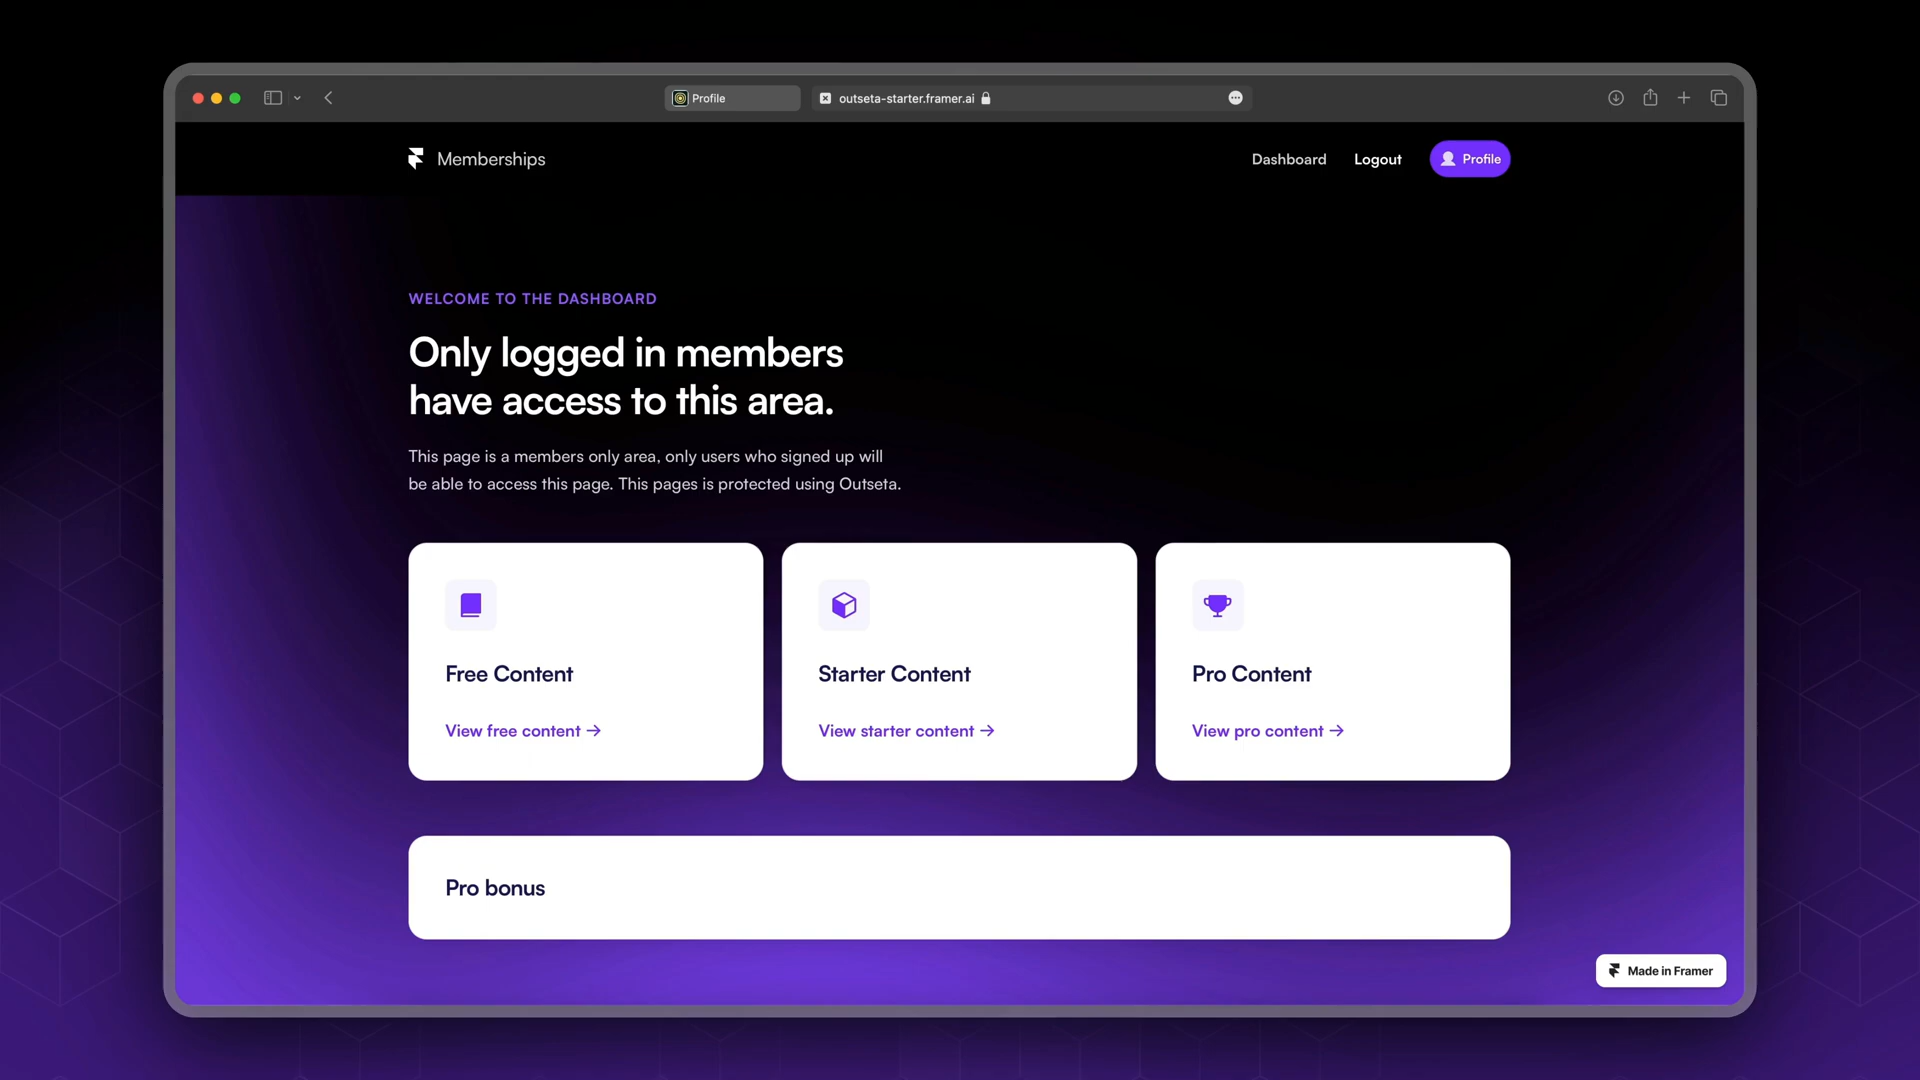 Profile
outseta-starter.framer.ai
Memberships
Dashboard
Logout
Profile
WELCOME TO THE DASHBOARD
Only logged in members
have access to this area.
This page is a members only area, only users who signed up will
be able to access this page. This pages is protected using Outseta.
Free Content
View free content →
Starter Content
View starter content →
Pro Content
View pro content →
Pro bonus
Made in Framer